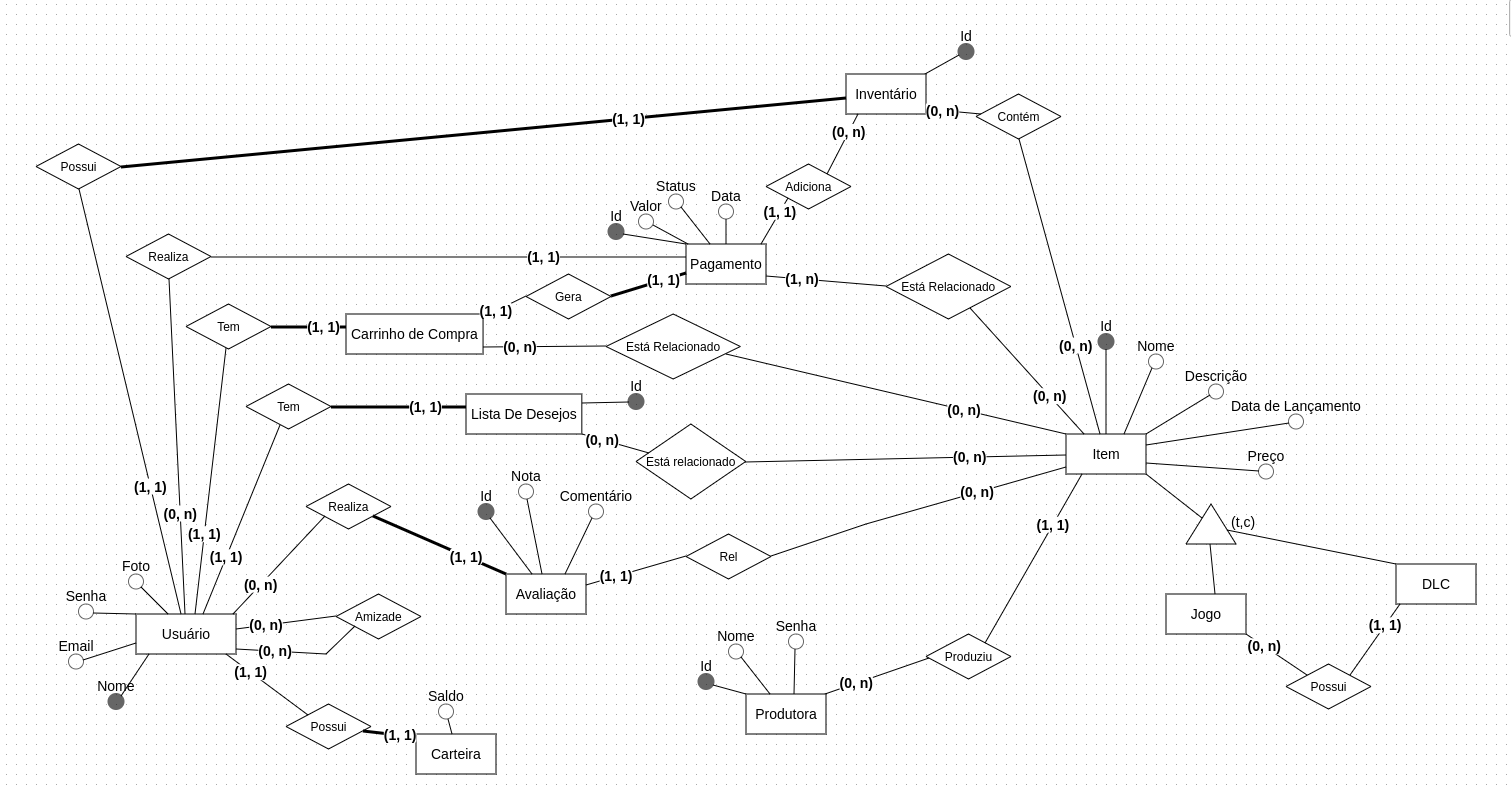 Id
Inventário
(0, n)
Contém
(1, 1)
(0, n)
Possui
Adiciona
Status
Data
Valor
Id
(1, 1)
Realiza
(1, 1)
Pagamento
(1, 1)
(1, n)
Está Relacionado
Gera
(1, 1)
Tem
(1, 1)
Carrinho de Compra
(0, n)
Está Relacionado
Id
(0, n)
Nome
Descrição
Id
(0, n)
Data de Lançamento
Tem
(1, 1)
Lista De Desejos
(0, n)
(0, n)
Está relacionado
(0, n)
Item
Preço
Nota
Id
Comentário
(0, n)
(1, 1)
(0, n)
Realiza
(1, 1)
(t,c)
(1, 1)
(1, 1)
(1, 1)
Rel
Foto
(0, n)
(1, 1)
Avaliação
DLC
Senha
Jogo
Usuário
(0, n)
Amizade
Senha
(1, 1)
Email
(0, n)
Nome
(0, n)
(1, 1)
Id
Produziu
Nome
(0, n)
Possui
Saldo
Produtora
Possui
(1, 1)
Carteira